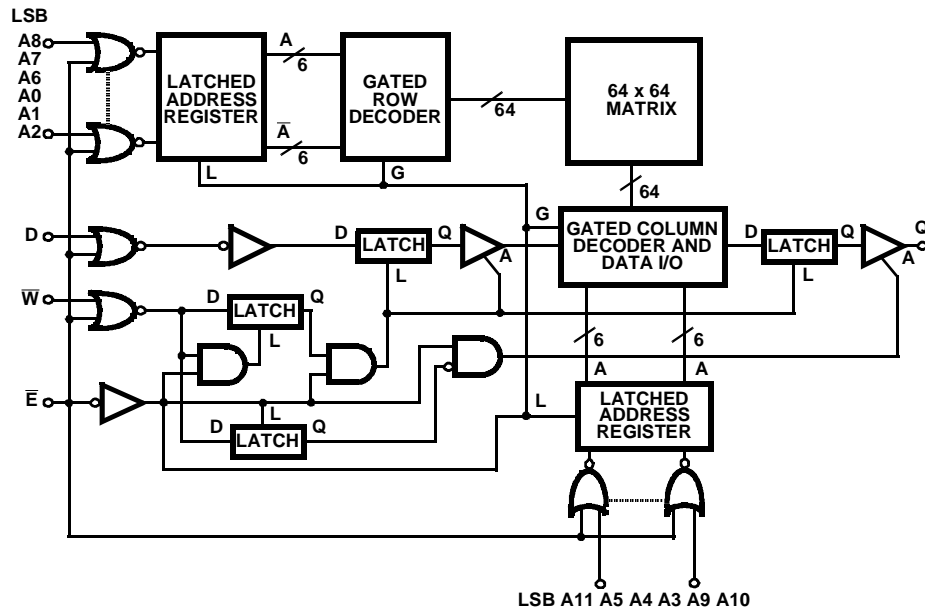 LSB
A8
A7
A6
A0
A1
A2
LATCHED
ADDRESS
REGISTER
A
6
A̅
6
GATED
ROW
DECODER
64
64 x 64
MATRIX
L
G
64
D
D
LATCH
Q
L
A
G
GATED COLUMN
DECODER AND
DATA I/O
D
LATCH
Q
L
A
Q
W̅
D
LATCH
Q
L
6
6
A
A
E̅
L
D
LATCH
Q
L
LATCHED
ADDRESS
REGISTER
LSB A11 A5 A4 A3 A9 A10